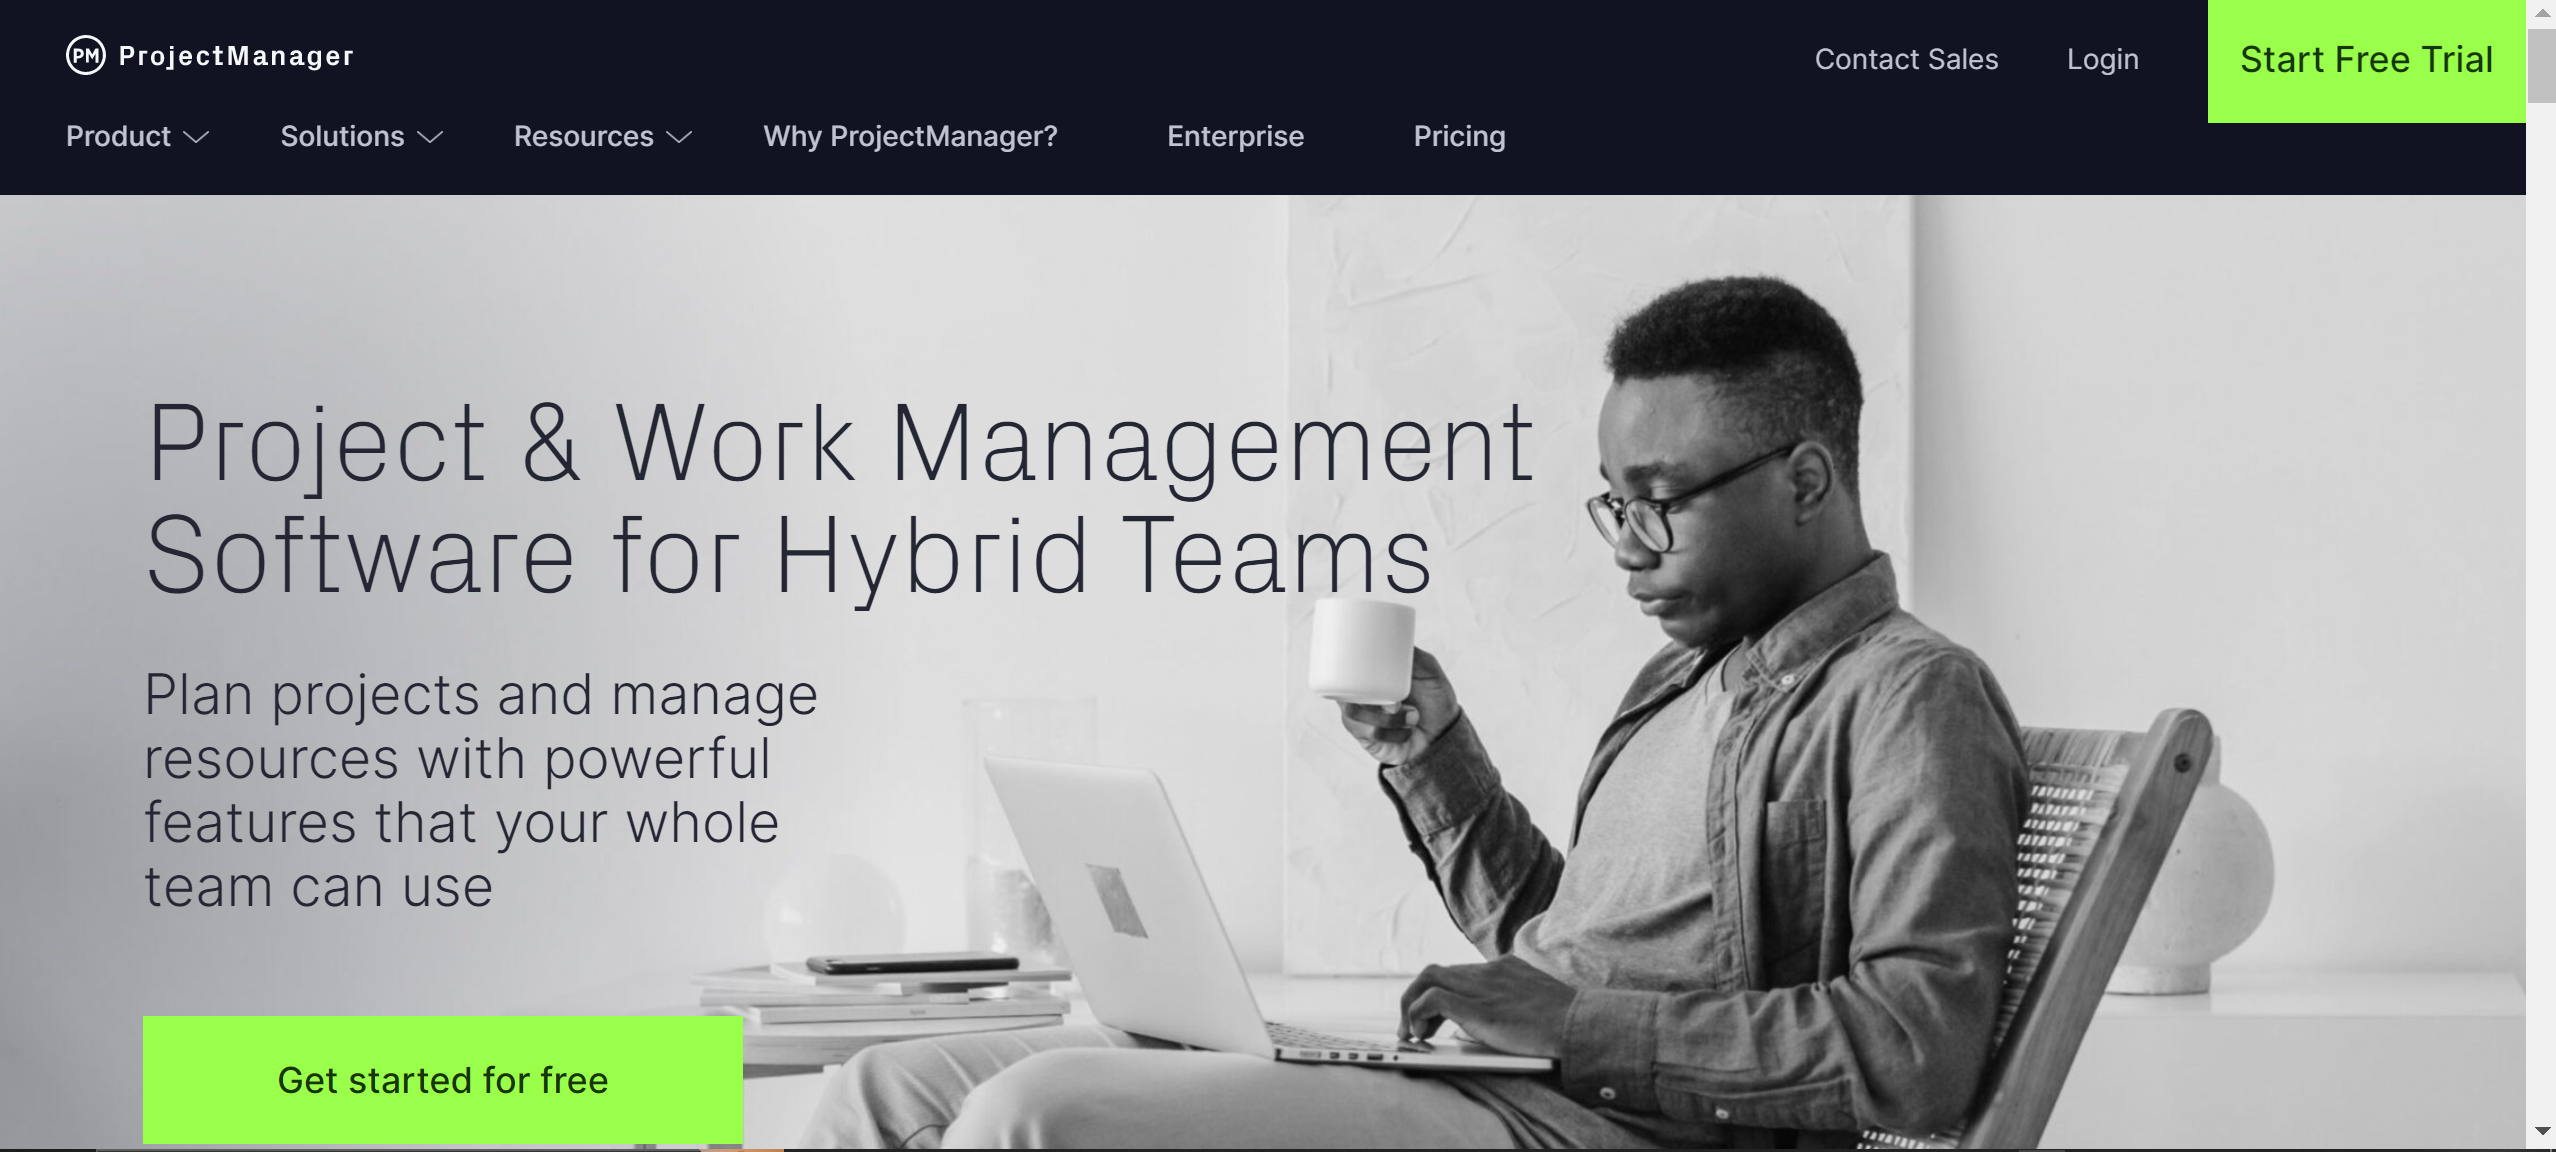 PM ProjectManager
Contact Sales
Login
Start Free Trial
Product
Solutions
Resources
Why ProjectManager?
Enterprise
Pricing
Project & Work Management
Software for Hybrid Teams
Plan projects and manage
resources with powerful
features that your whole
team can use
Get started for free